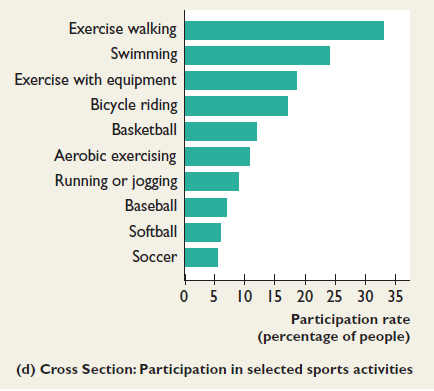 Exercise walking
Swimming
Exercise with equipment
Bicycle riding
Basketball
Aerobic exercising
Running or jogging
Baseball
Softball
Soccer
0 5 10 15 20 25 30 35
Participation rate
(percentage of people)
(d) Cross Section: Participation in selected sports activities